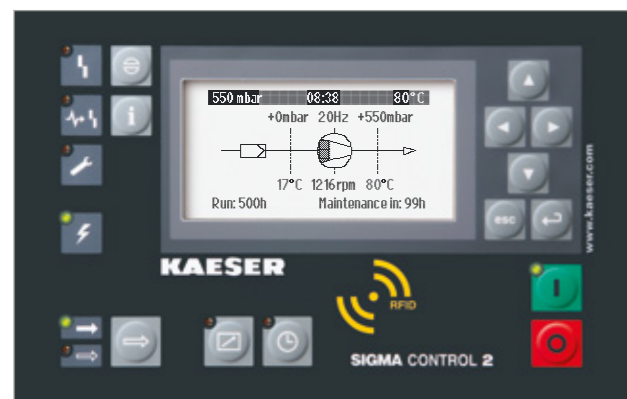 550 mbar 08:38 80°C
+0mbar 20Hz +550mbar
17°C 1216rpm 80°C
Run: 500h Maintenance in: 99h
i
esc
www.kaeser.com
KAESER
RFID
SIGMA CONTROL 2